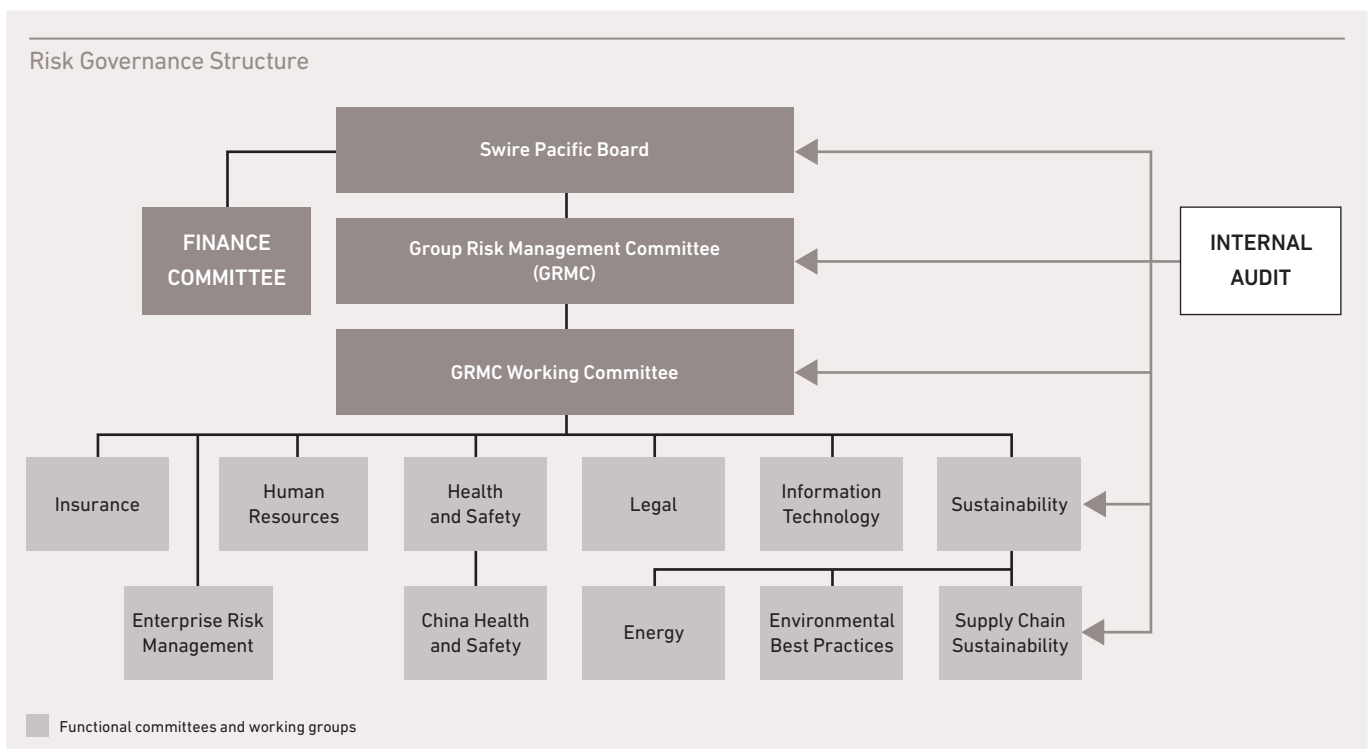 Risk Governance Structure
Swire Pacific Board
FINANCE
COMMITTEE
Group Risk Management Committee
(GRMC)
INTERNAL
AUDIT
GRMC Working Committee
Insurance
Human
Resources
Health
and Safety
Legal
Information
Technology
Sustainability
Enterprise Risk
Management
China Health
and Safety
Energy
Environmental
Best Practices
Supply Chain
Sustainability
Functional committees and working groups